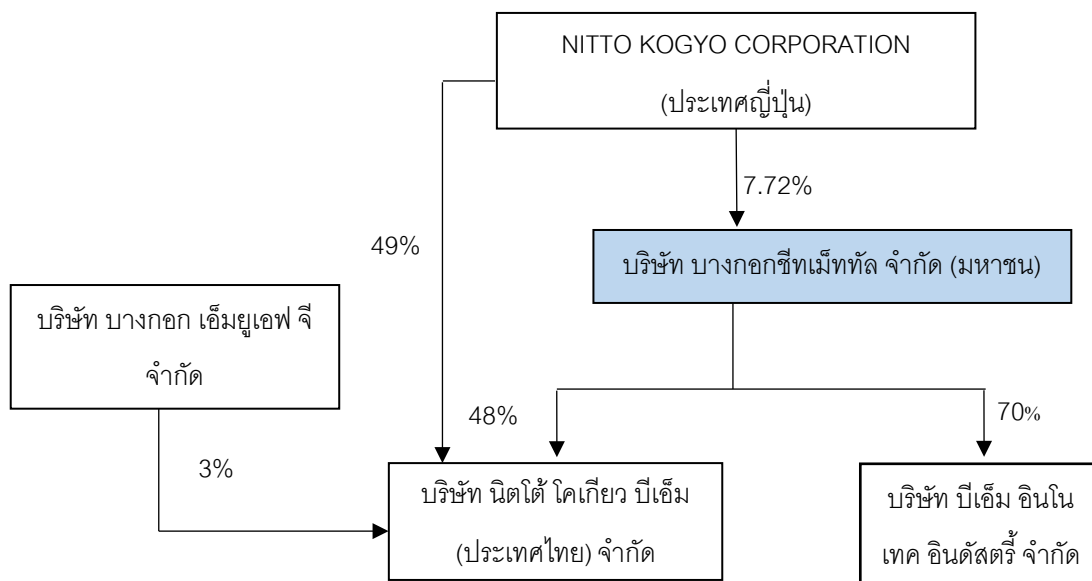 NITTO KOGYO CORPORATION
(ประเทศญี่ปุ่น)
7.72%
49%
บริษัท บางกอกชีทเม็ททัล จำกัด (มหาชน)
บริษัท บางกอก เอ็มยูเอฟ จี
จำกัด
48%
70%
3%
บริษัท นิตโต้ โคเกียว บีเอ็ม
(ประเทศไทย) จำกัด
บริษัท บีเอ็ม อินโน
เทค อินดัสตรี้ จำกัด